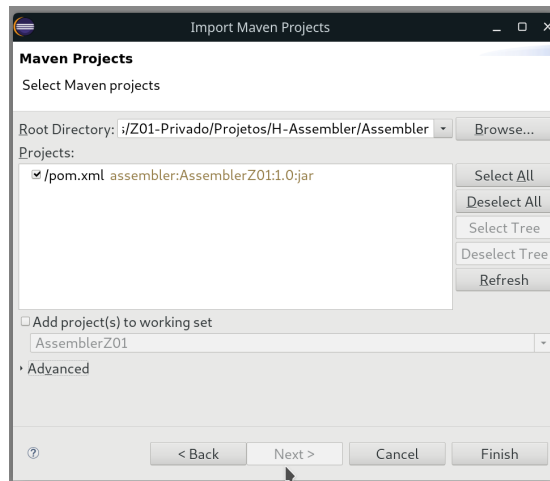 Import Maven Projects
Maven Projects
Select Maven projects
Root Directory: ;/Z01-Privado/Projetos/H-Assembler/Assembler Browse...
Projects:
/pom.xml assembler:AssemblerZ01:1.0:jar
Select All
Deselect All
Select Tree
Deselect Tree
Refresh
Add project(s) to working set
AssemblerZ01
Advanced
? < Back Next > Cancel Finish